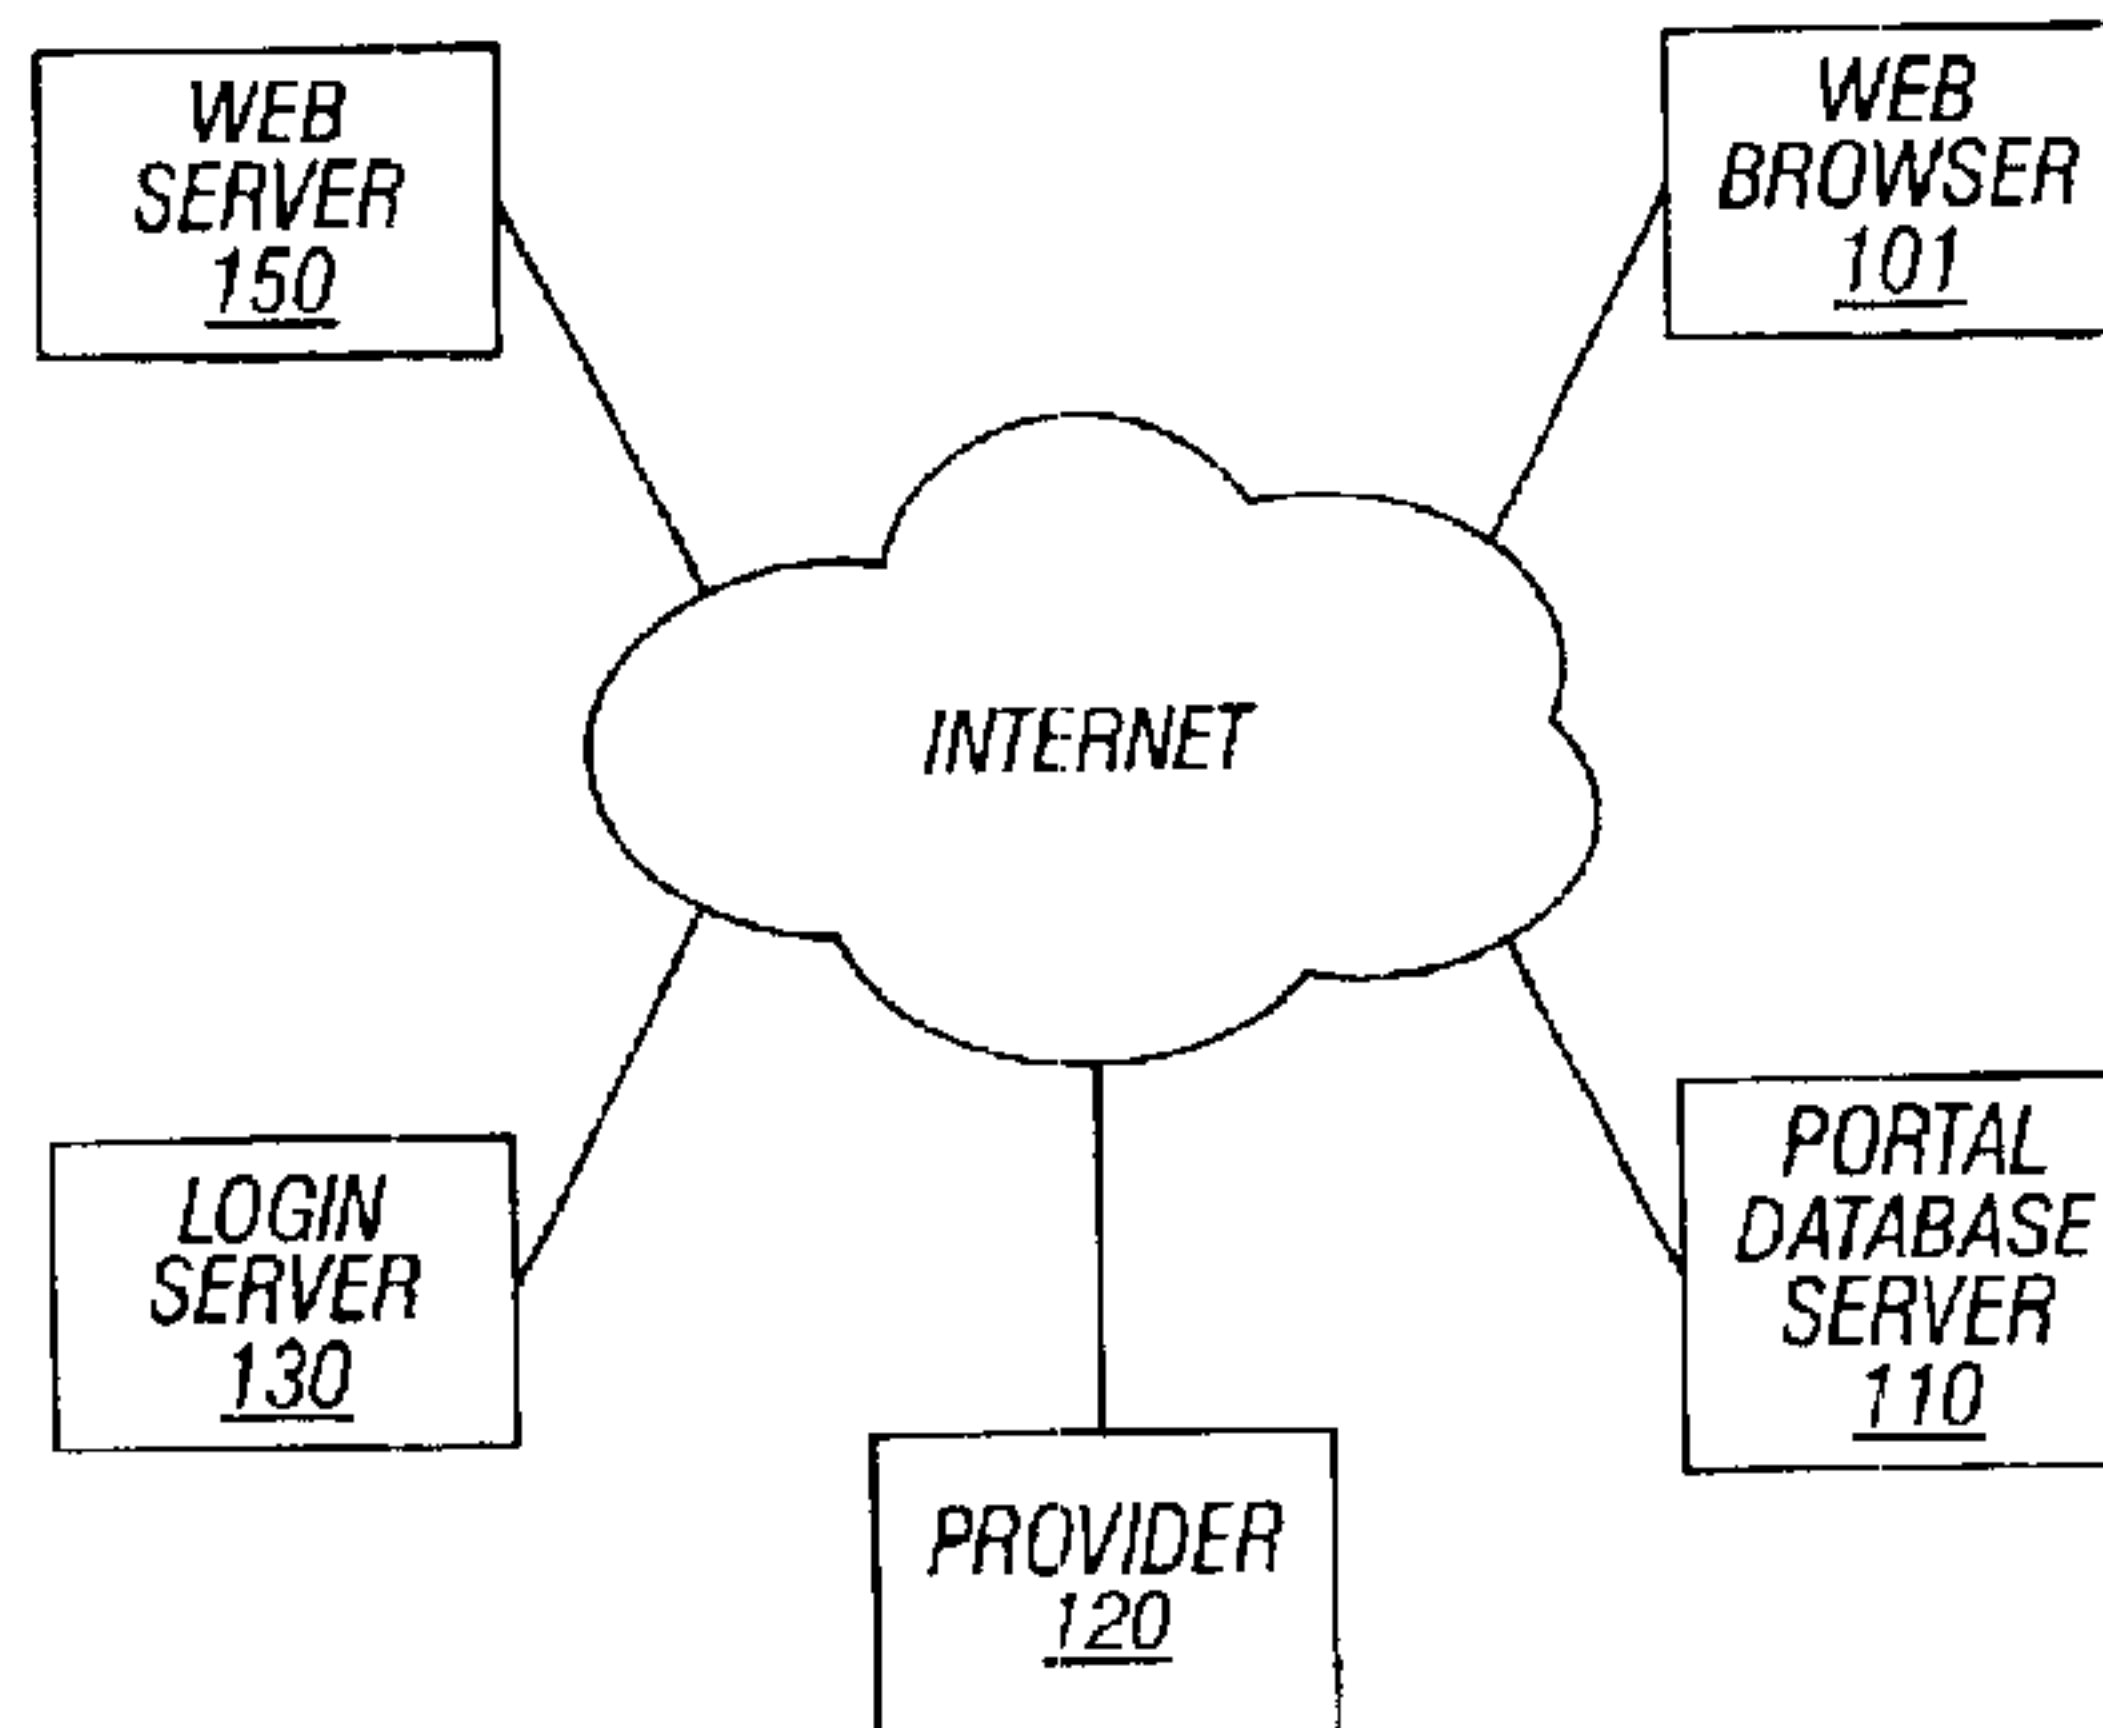 WEB
SERVER
150
WEB
BROWSER
101
INTERNET
LOGIN
SERVER
130
PORTAL
DATABASE
SERVER
110
PROVIDER
120